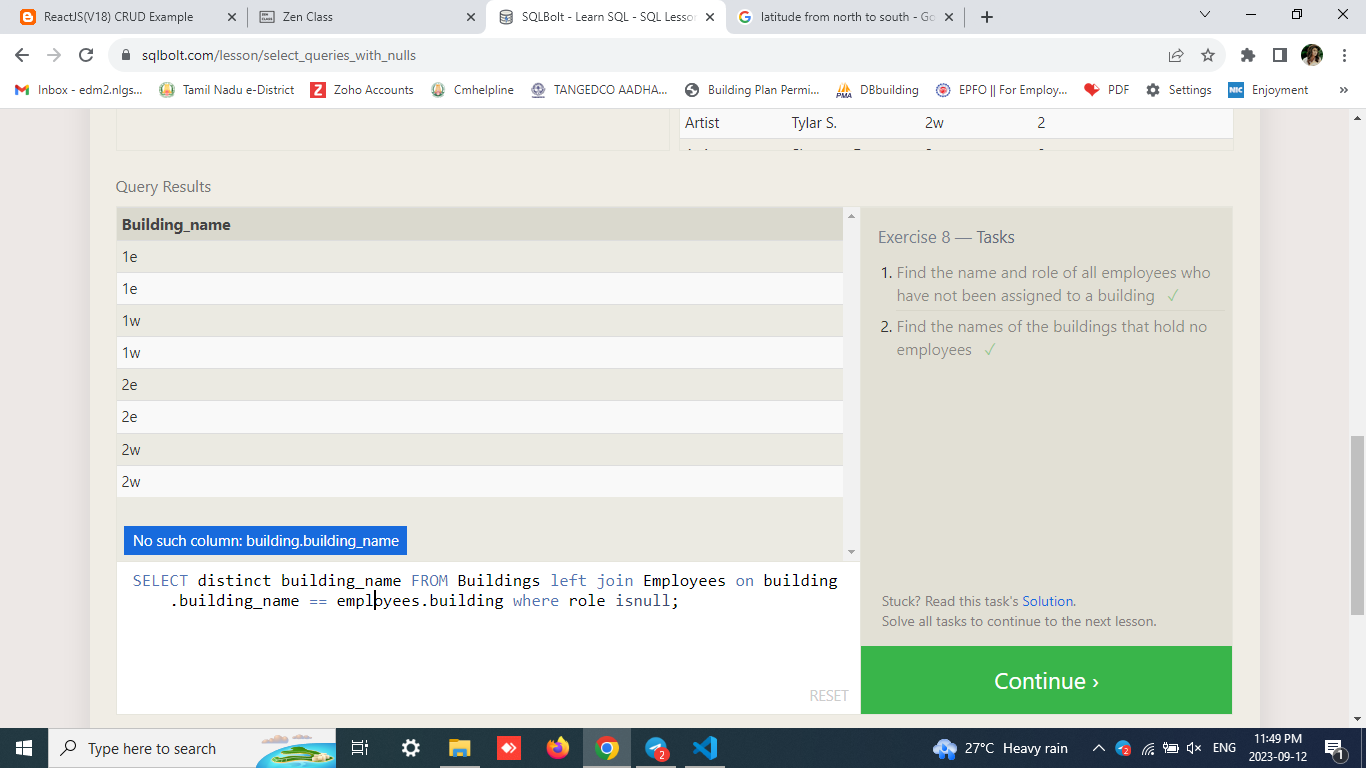 ReactJS(V18) CRUD Example
Zen Class
SQLBolt - Learn SQL - SQL Lesson
latitude from north to south - Go
sqlbolt.com/lesson/select_queries_with_nulls
Inbox - edm2.nlgs...
Tamil Nadu e-District
Zoho Accounts
Cmhelpline
TANGEDCO AADHA...
Building Plan Permi...
DBbuilding
EPFO || For Employ...
PDF
Settings
Enjoyment
Artist Tylar S. 2w 2
Query Results
Building_name
1e
1e
1w
1w
2e
2e
2w
2w
No such column: building.building_name
SELECT distinct building_name FROM Buildings left join Employees on building
.building_name == employees.building where role isnull;
RESET
Exercise 8 — Tasks
1. Find the name and role of all employees who
have not been assigned to a building ✓
2. Find the names of the buildings that hold no
employees ✓
Stuck? Read this task's Solution.
Solve all tasks to continue to the next lesson.
Continue ›
Type here to search
27°C Heavy rain
ENG
11:49 PM
2023-09-12